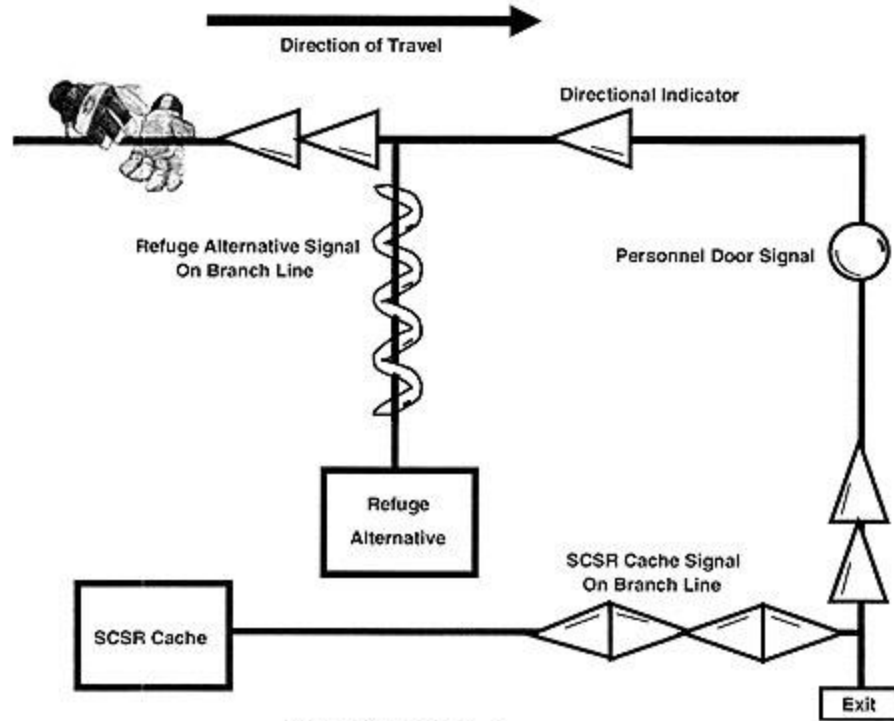 Direction of Travel
Directional Indicator
Refuge Alternative Signal
On Branch Line
Personnel Door Signal
Refuge
Alternative
SCSR Cache Signal
On Branch Line
SCSR Cache
Exit